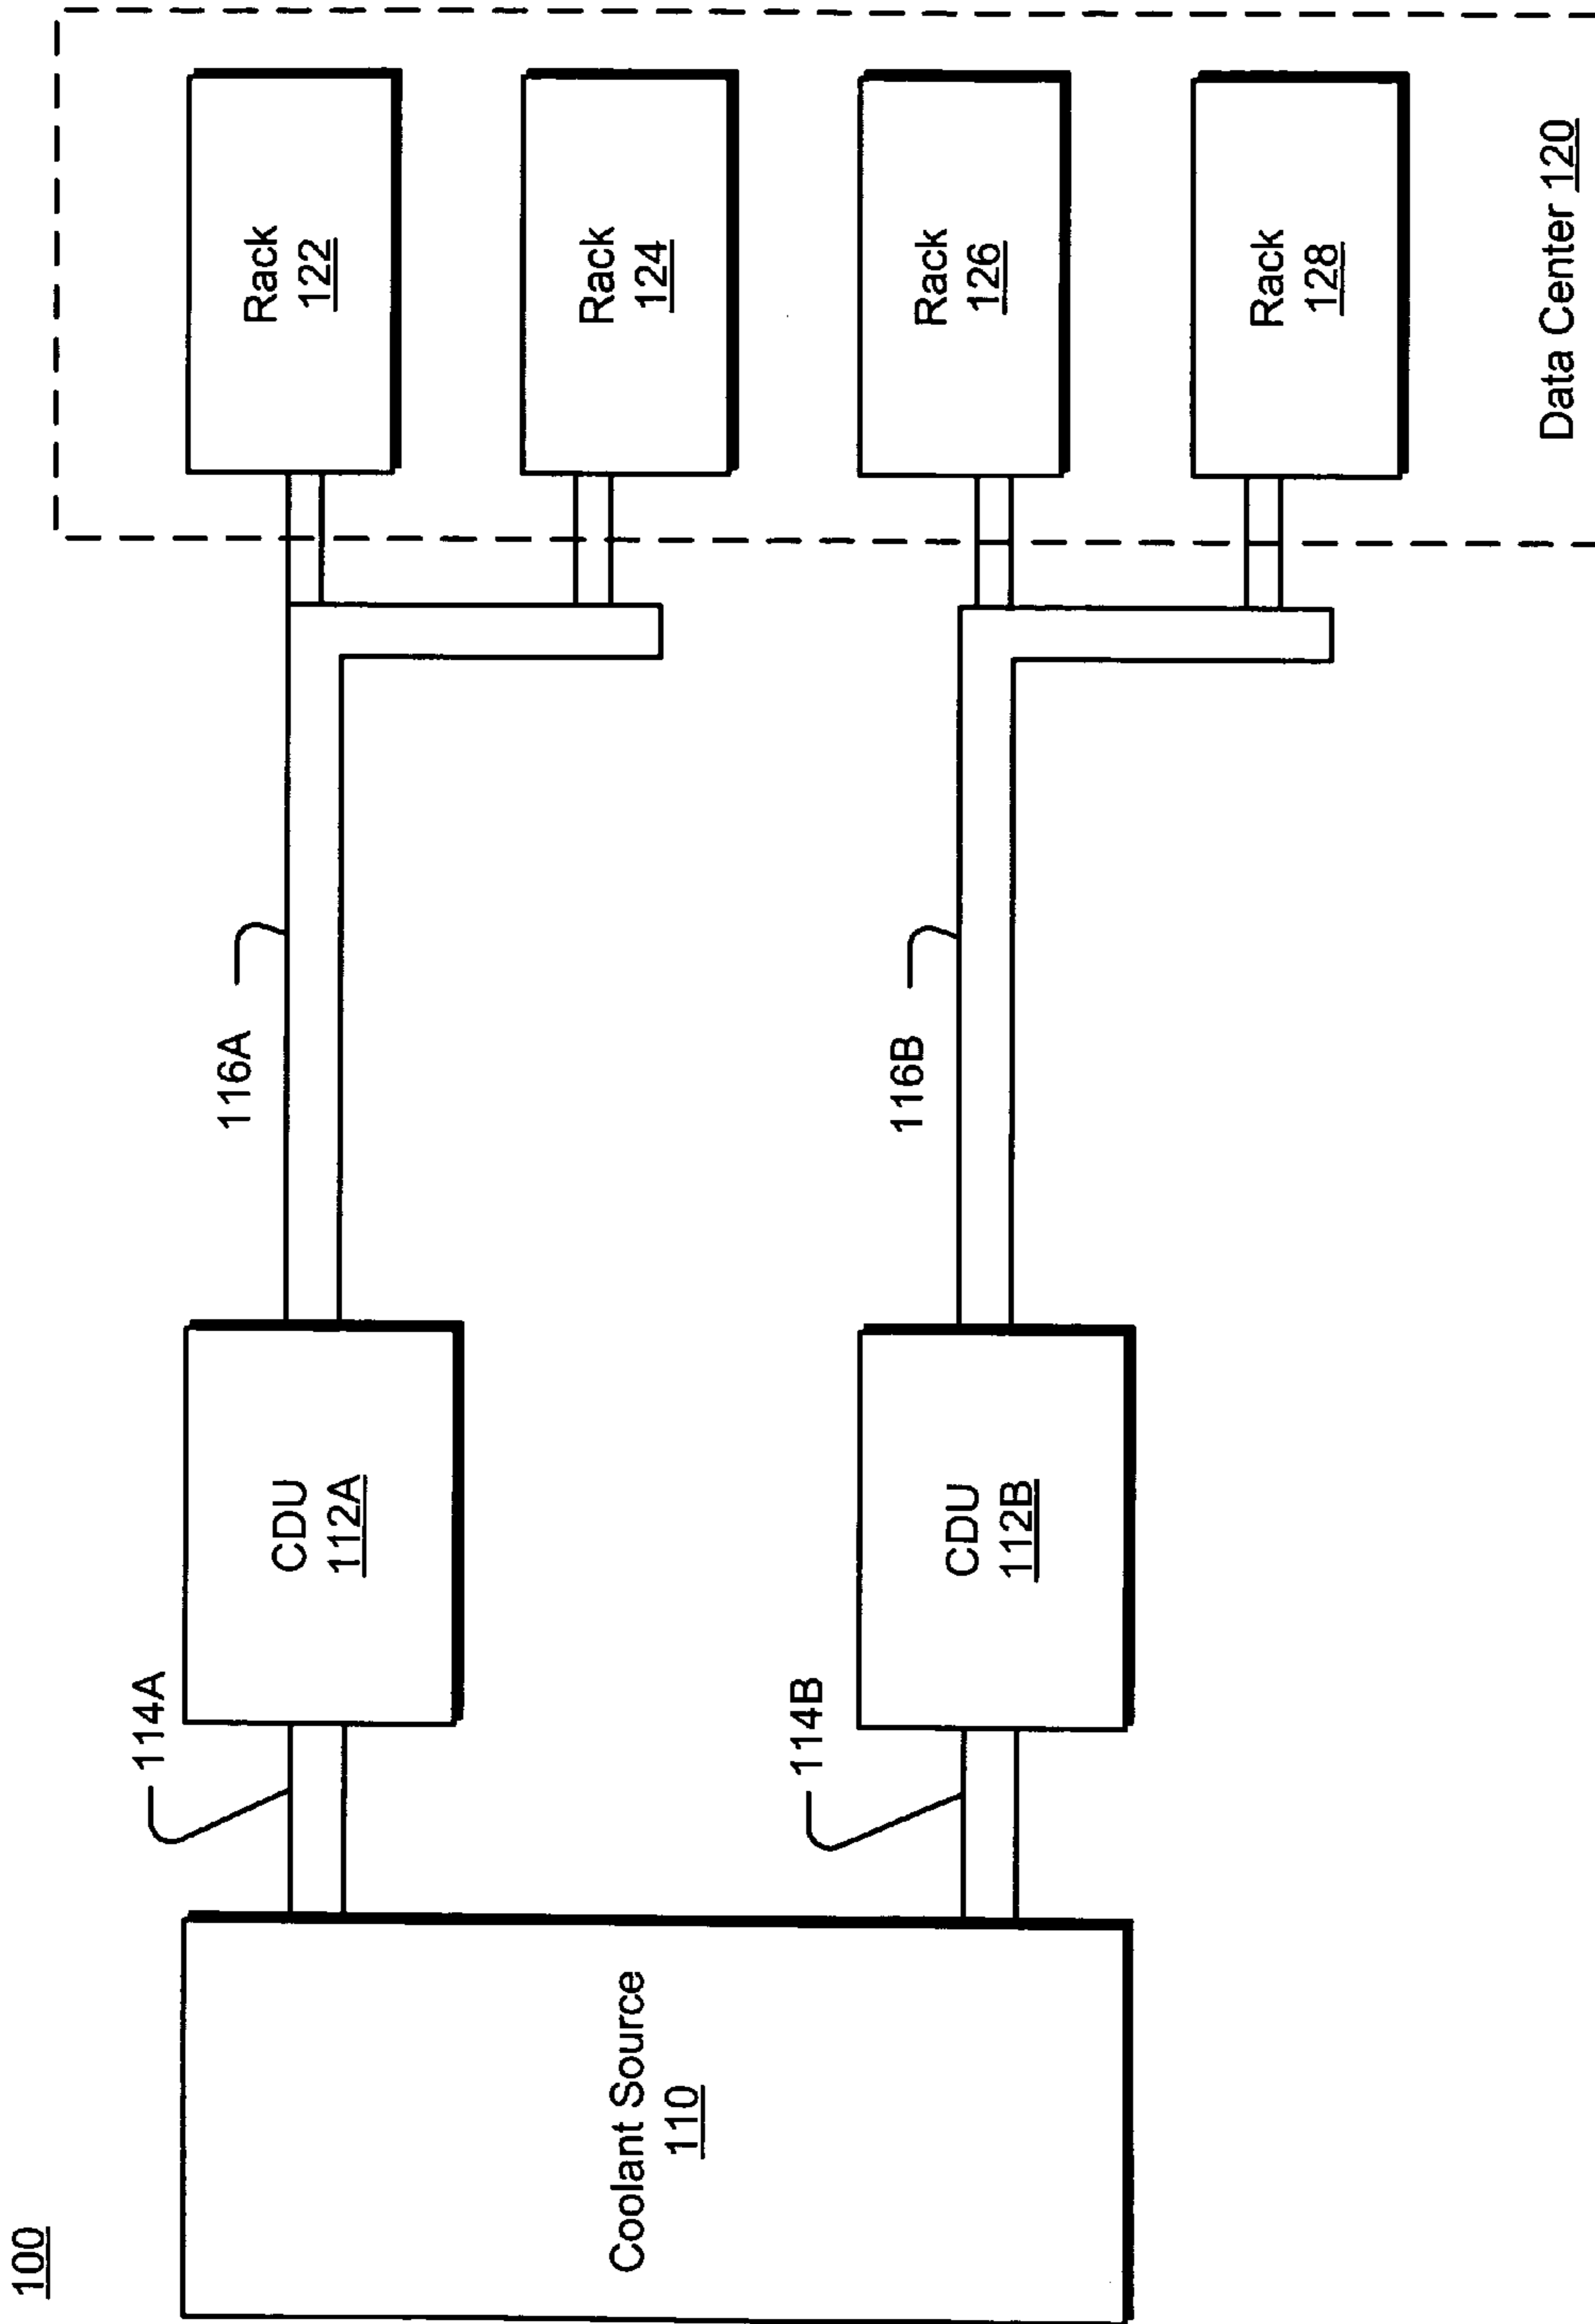 100
Coolant Source
110
114A
114B
CDU
112A
CDU
112B
116A
116B
Rack
122
Rack
124
Rack
126
Rack
128
Data Center 120